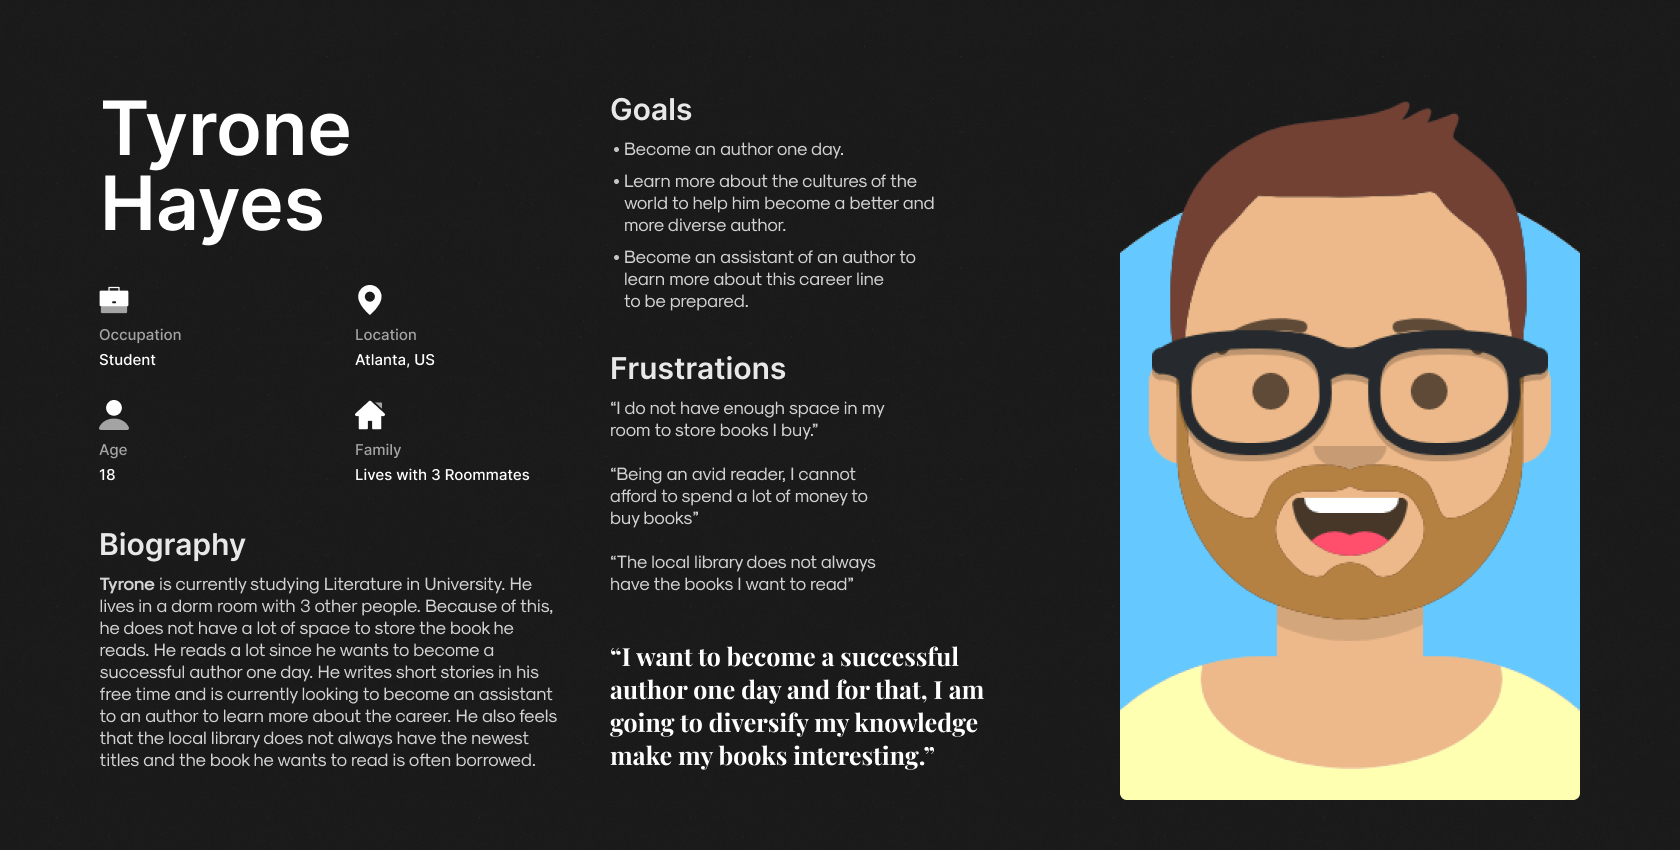 Tyrone
Hayes
Occupation
Student
Location
Atlanta, US
Age
18
Family
Lives with 3 Roommates
Biography
Tyrone is currently studying Literature in University. He
lives in a dorm room with 3 other people. Because of this,
he does not have a lot of space to store the book he
reads. He reads a lot since he wants to become a
successful author one day. He writes short stories in his
free time and is currently looking to become an assistant
to an author to learn more about the career. He also feels
that the local library does not always have the newest
titles and the book he wants to read is often borrowed.
Goals
• Become an author one day.
• Learn more about the cultures of the
world to help him become a better and
more diverse author.
• Become an assistant of an author to
learn more about this career line
to be prepared.
Frustrations
“I do not have enough space in my
room to store books I buy.”
“Being an avid reader, I cannot
afford to spend a lot of money to
buy books”
“The local library does not always
have the books I want to read”
“I want to become a successful
author one day and for that, I am
going to diversify my knowledge
make my books interesting.”